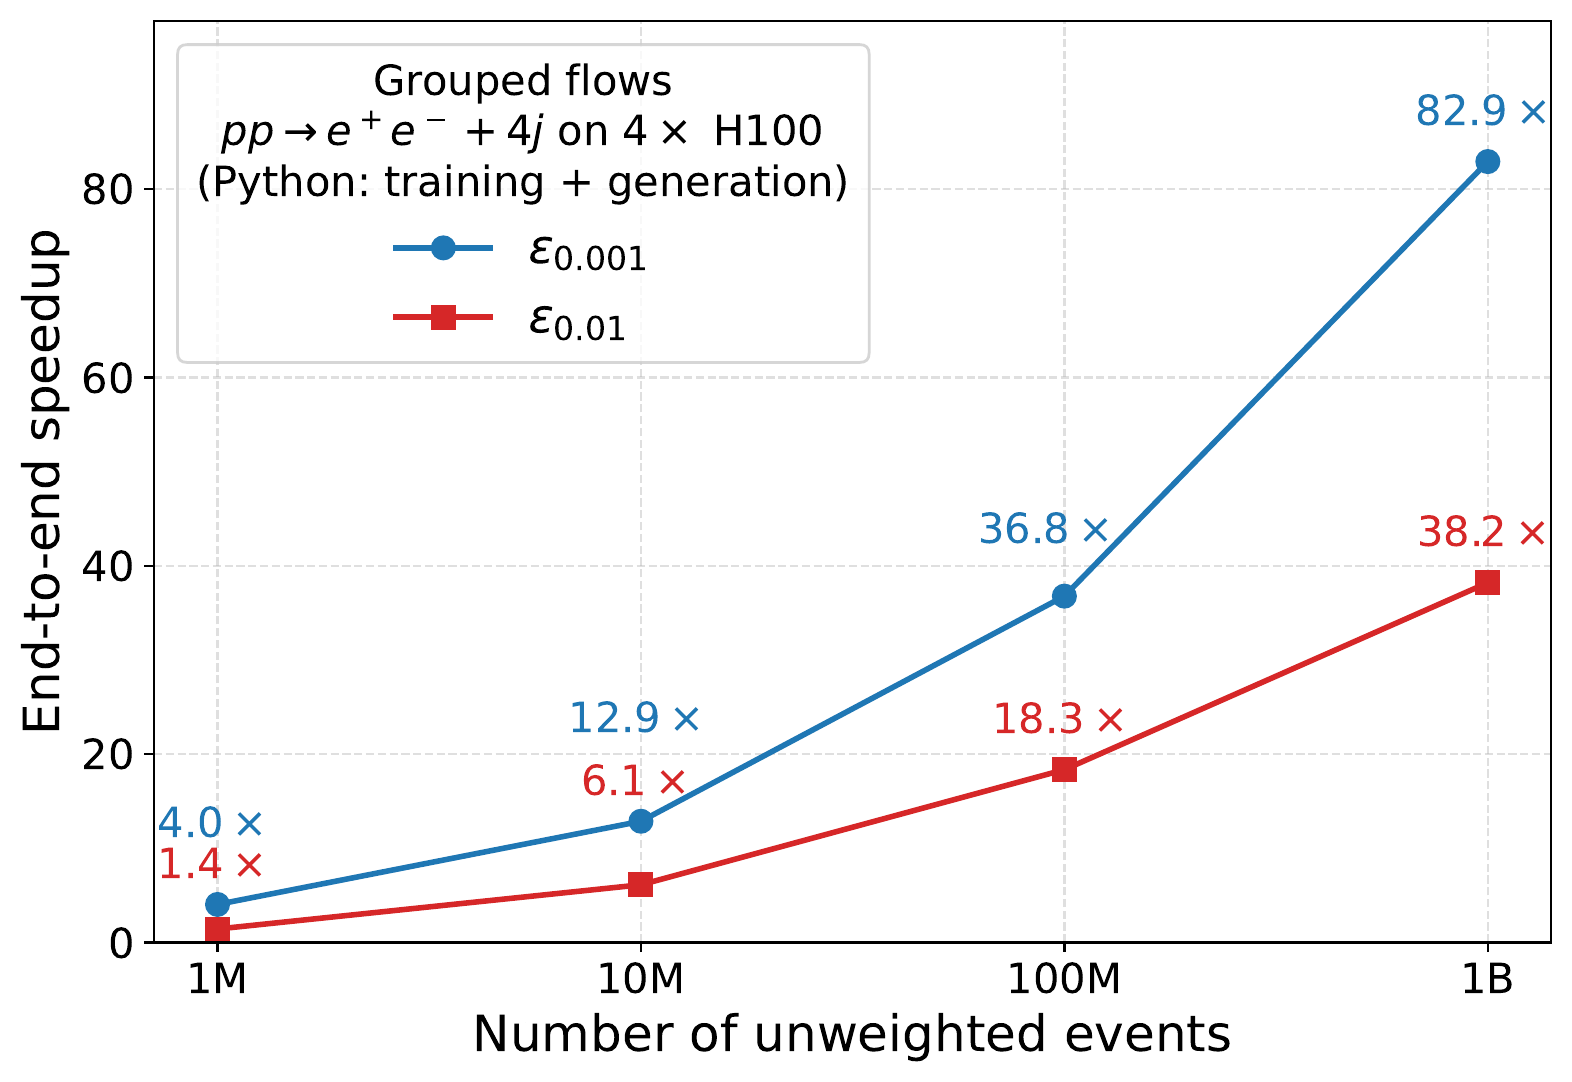 Grouped flows
pp → e⁺e⁻ + 4j on 4× H100
(Python: training + generation)
ε₀.₀₀₁
ε₀.₀₁
End-to-end speedup
80
60
40
20
0
82.9 ×
38.2 ×
36.8 ×
18.3 ×
12.9 ×
6.1 ×
4.0 ×
1.4 ×
1M 10M 100M 1B
Number of unweighted events